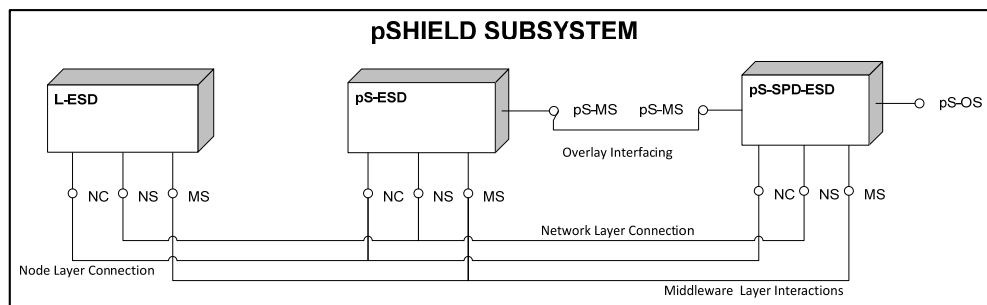 pSHIELD SUBSYSTEM
L-ESD
pS-ESD
pS-SPD-ESD
pS-MS
pS-MS
pS-OS
Overlay Interfacing
NC
NS
MS
NC
NS
MS
NC
NS
MS
Network Layer Connection
Node Layer Connection
Middleware Layer Interactions